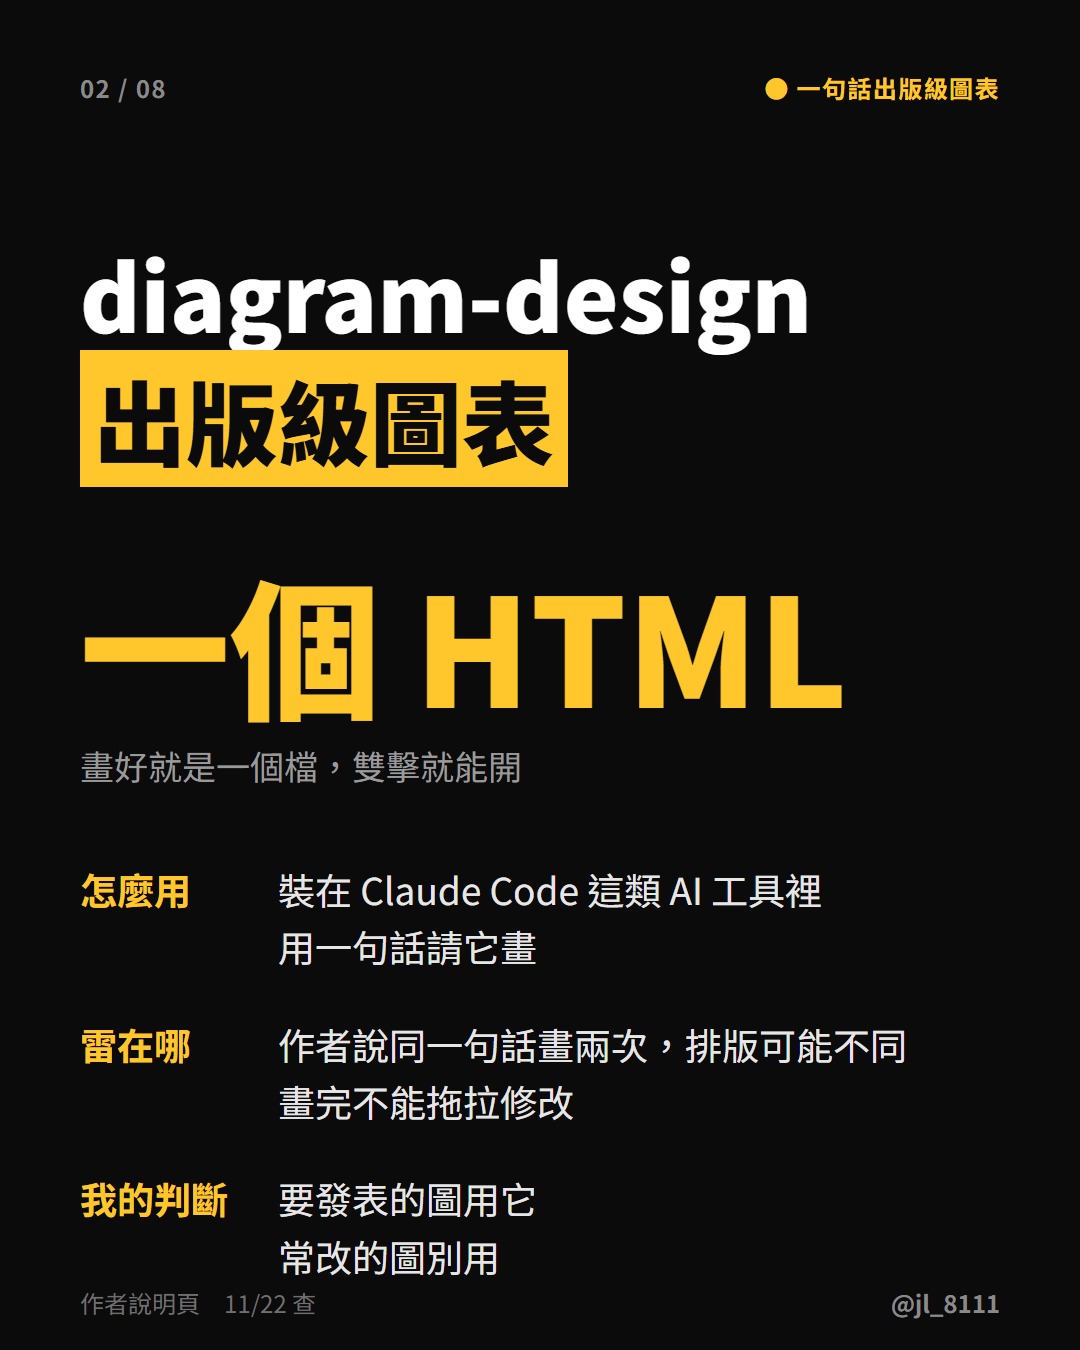 02 / 08
一句話出版級圖表
diagram-design
出版級圖表
一個 HTML
畫好就是一個檔，雙擊就能開
怎麼用 裝在 Claude Code 這類 AI 工具裡
用一句話請它畫
雷在哪 作者說同一句話畫兩次，排版可能不同
畫完不能拖拉修改
我的判斷 要發表的圖用它
常改的圖別用
作者說明頁 11/22 查
@jl_8111